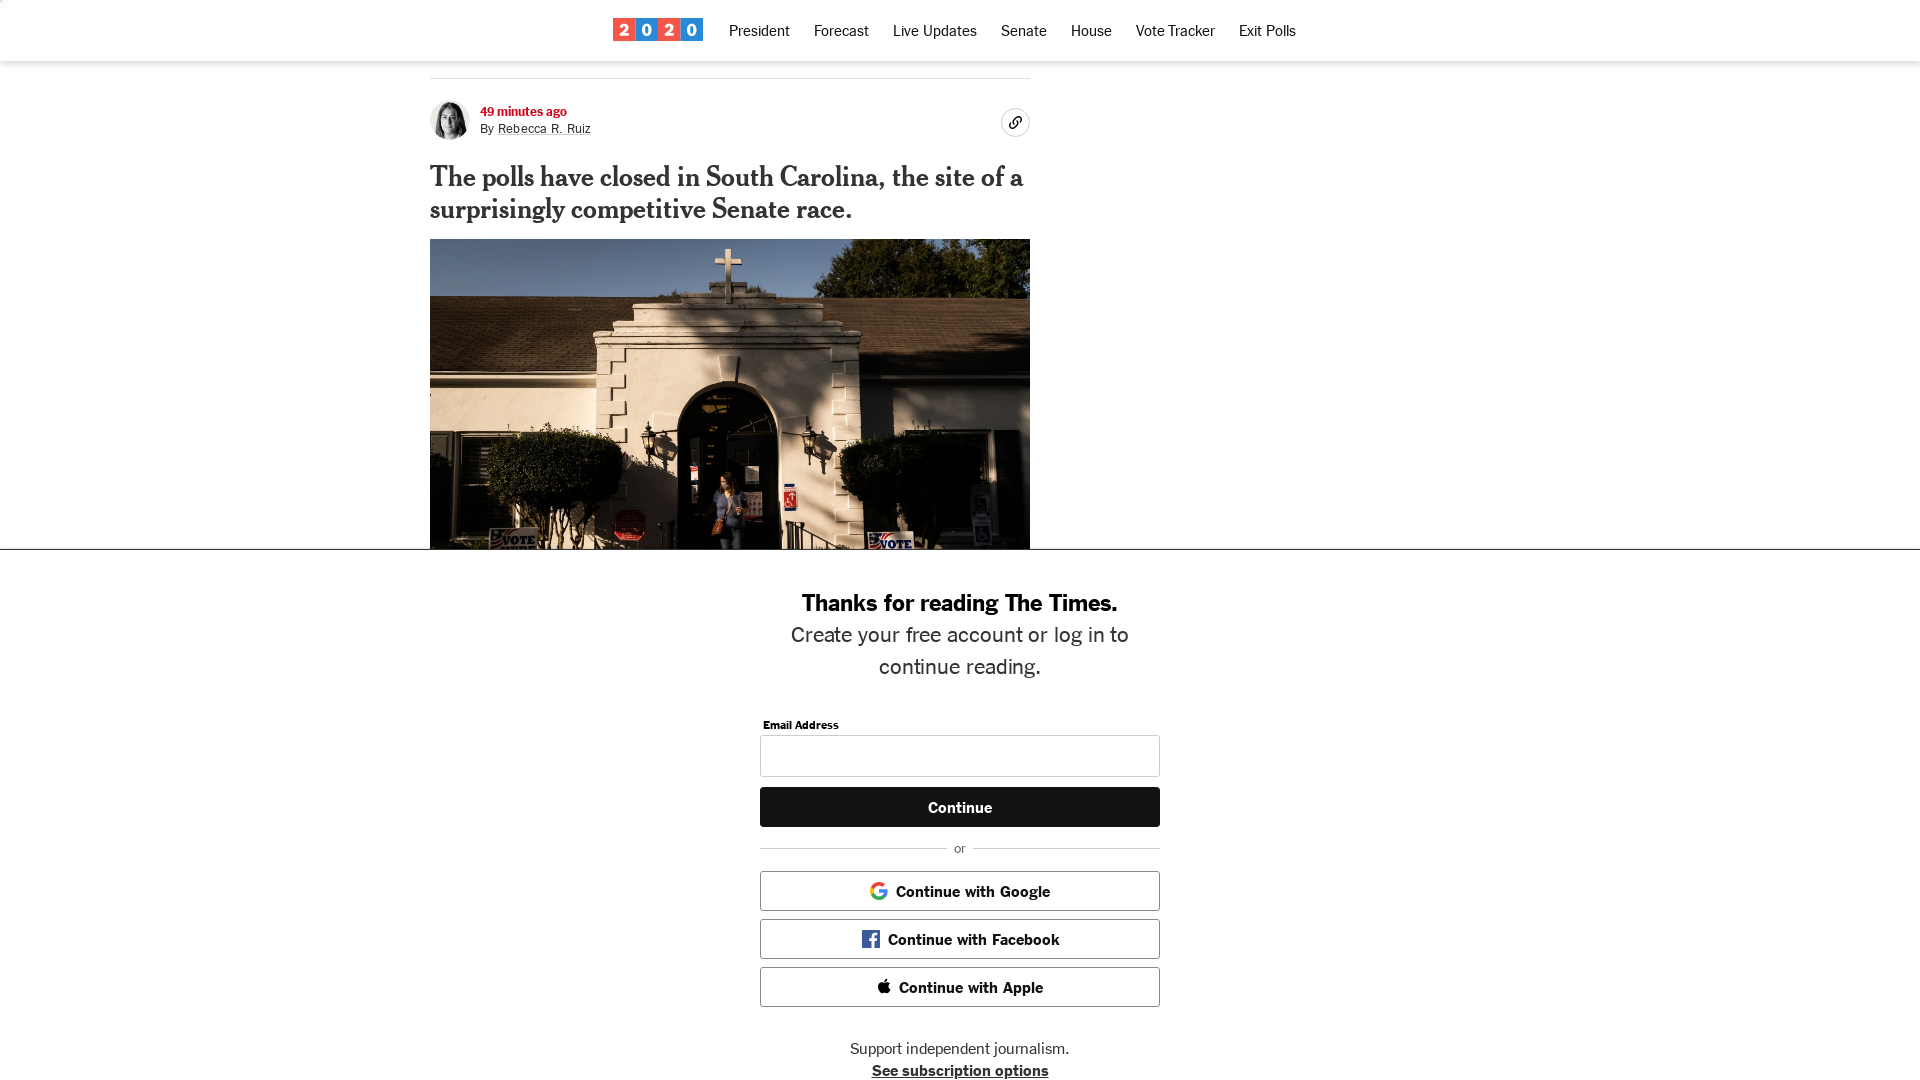 2020 President Forecast Live Updates Senate House Vote Tracker Exit Polls
49 minutes ago
By Rebecca R. Ruiz
The polls have closed in South Carolina, the site of a
surprisingly competitive Senate race.
VOTE
VOTE
Thanks for reading The Times.
Create your free account or log in to
continue reading.
Email Address
Continue
or
Continue with Google
Continue with Facebook
Continue with Apple
Support independent journalism.
See subscription options